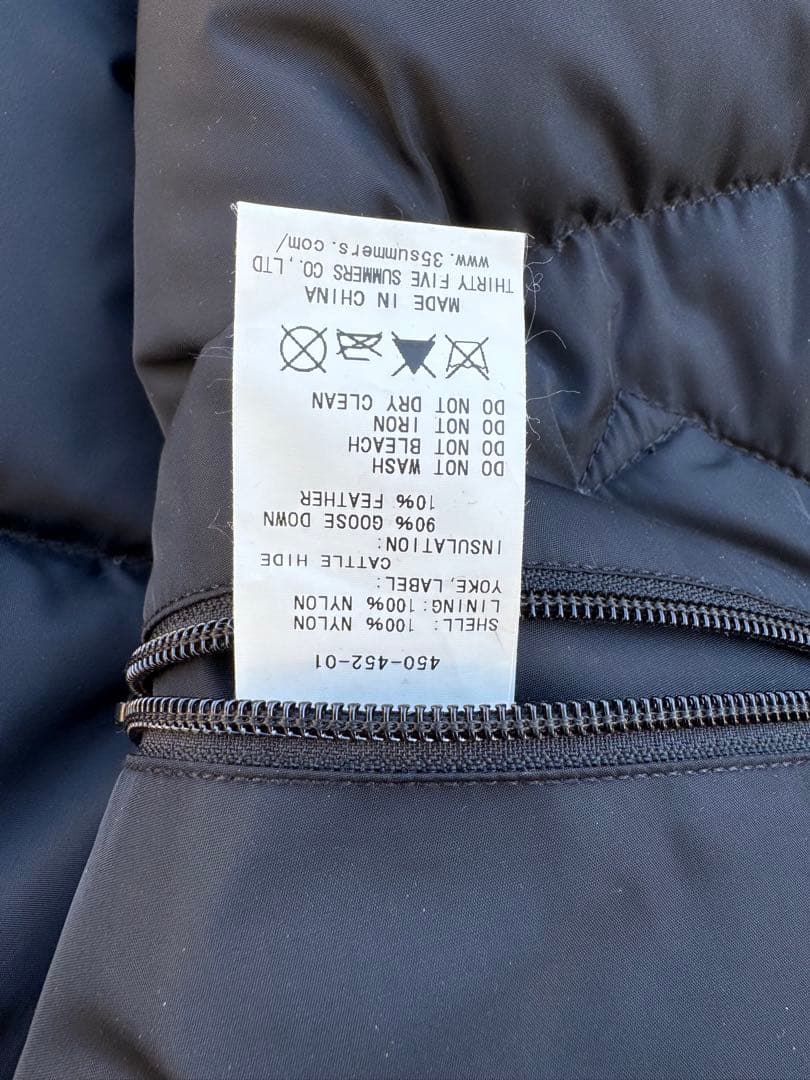 450-452-01
SHELL: 100% NYLON
LINING: 100% NYLON
YOKE, LABEL:
CATTLE HIDE
INSULATION:
90% GOOSE DOWN
10% FEATHER
DO NOT WASH
DO NOT BLEACH
DO NOT IRON
DO NOT DRY CLEAN
MADE IN CHINA
THIRTY FIVE SUMMERS CO., LTD
www.35summers.com/